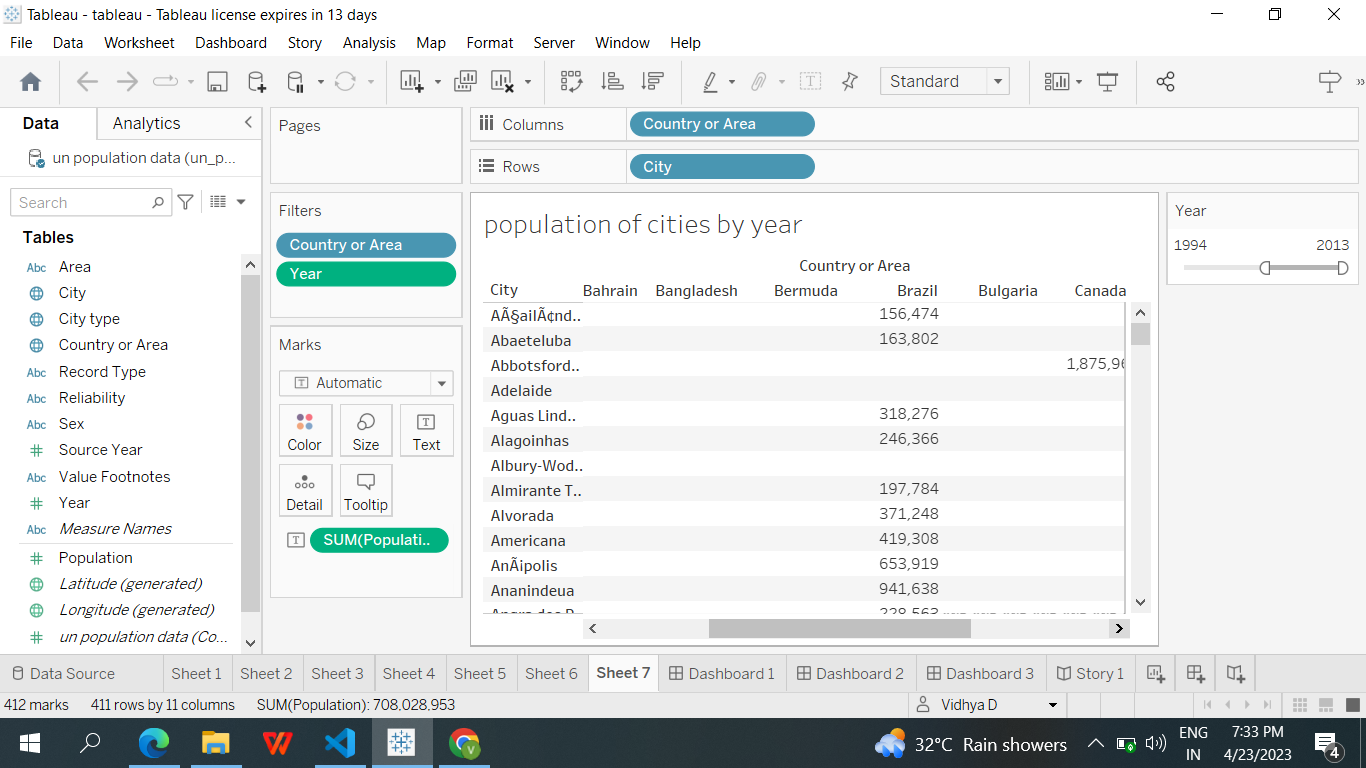 Tableau - tableau - Tableau license expires in 13 days
File Data Worksheet Dashboard Story Analysis Map Format Server Window Help
Standard
Data Analytics
un population data (un_p...
Search
Tables
Abc Area
City
City type
Country or Area
Abc Record Type
Abc Reliability
Abc Sex
Source Year
Abc Value Footnotes
Year
Abc Measure Names
Population
Latitude (generated)
Longitude (generated)
un population data (Co...
Pages
Filters
Country or Area
Year
Marks
T Automatic
Color Size Text
Detail Tooltip
T SUM(Populati..
Columns Country or Area
Rows City
population of cities by year
Country or Area
City Bahrain Bangladesh Bermuda Brazil Bulgaria Canada
AÃ§ailÃ¢nd.. 156,474
Abaeteluba 163,802
Abbotsford.. 1,875,96
Adelaide
Aguas Lind.. 318,276
Alagoinhas 246,366
Albury-Wod..
Almirante T.. 197,784
Alvorada 371,248
Americana 419,308
AnÃipolis 653,919
Ananindeua 941,638
328,563
Year
1994 2013
Data Source Sheet 1 Sheet 2 Sheet 3 Sheet 4 Sheet 5 Sheet 6 Sheet 7 Dashboard 1 Dashboard 2 Dashboard 3 Story 1
412 marks 411 rows by 11 columns SUM(Population): 708,028,953 Vidhya D
32°C Rain showers
ENG
IN
7:33 PM
4/23/2023
4
V